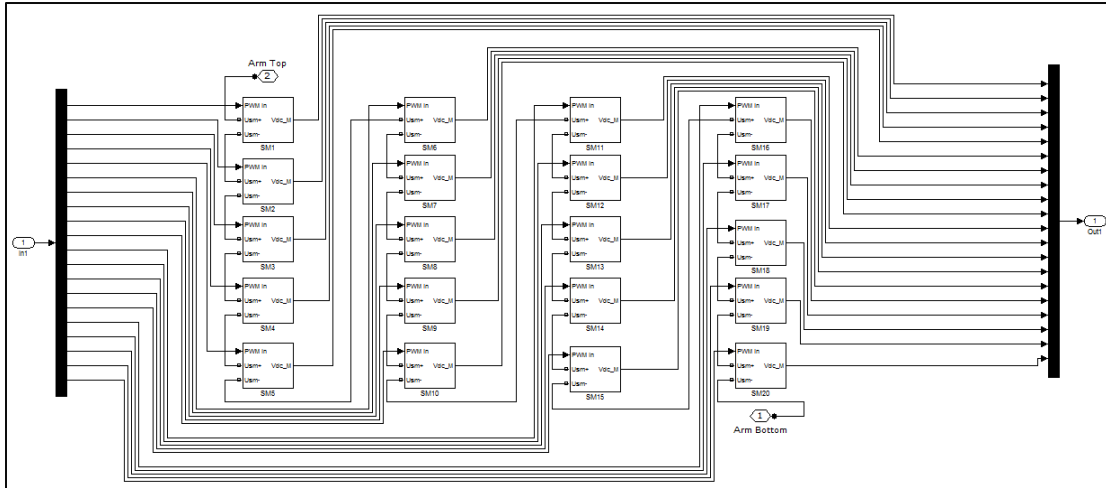 Arm Top
2
1
In1
PWM in
Usm+ Vdc_M
Usm-
SM1
PWM in
Usm+ Vdc_M
Usm-
SM2
PWM in
Usm+ Vdc_M
Usm-
SM3
PWM in
Usm+ Vdc_M
Usm-
SM4
PWM in
Usm+ Vdc_M
Usm-
SM5
PWM in
Usm+ Vdc_M
Usm-
SM6
PWM in
Usm+ Vdc_M
Usm-
SM7
PWM in
Usm+ Vdc_M
Usm-
SM8
PWM in
Usm+ Vdc_M
Usm-
SM9
PWM in
Usm+ Vdc_M
Usm-
SM10
PWM in
Usm+ Vdc_M
Usm-
SM11
PWM in
Usm+ Vdc_M
Usm-
SM12
PWM in
Usm+ Vdc_M
Usm-
SM13
PWM in
Usm+ Vdc_M
Usm-
SM14
PWM in
Usm+ Vdc_M
Usm-
SM15
PWM in
Usm+ Vdc_M
Usm-
SM16
PWM in
Usm+ Vdc_M
Usm-
SM17
PWM in
Usm+ Vdc_M
Usm-
SM18
PWM in
Usm+ Vdc_M
Usm-
SM19
PWM in
Usm+ Vdc_M
Usm-
SM20
1
Arm Bottom
1
Out1